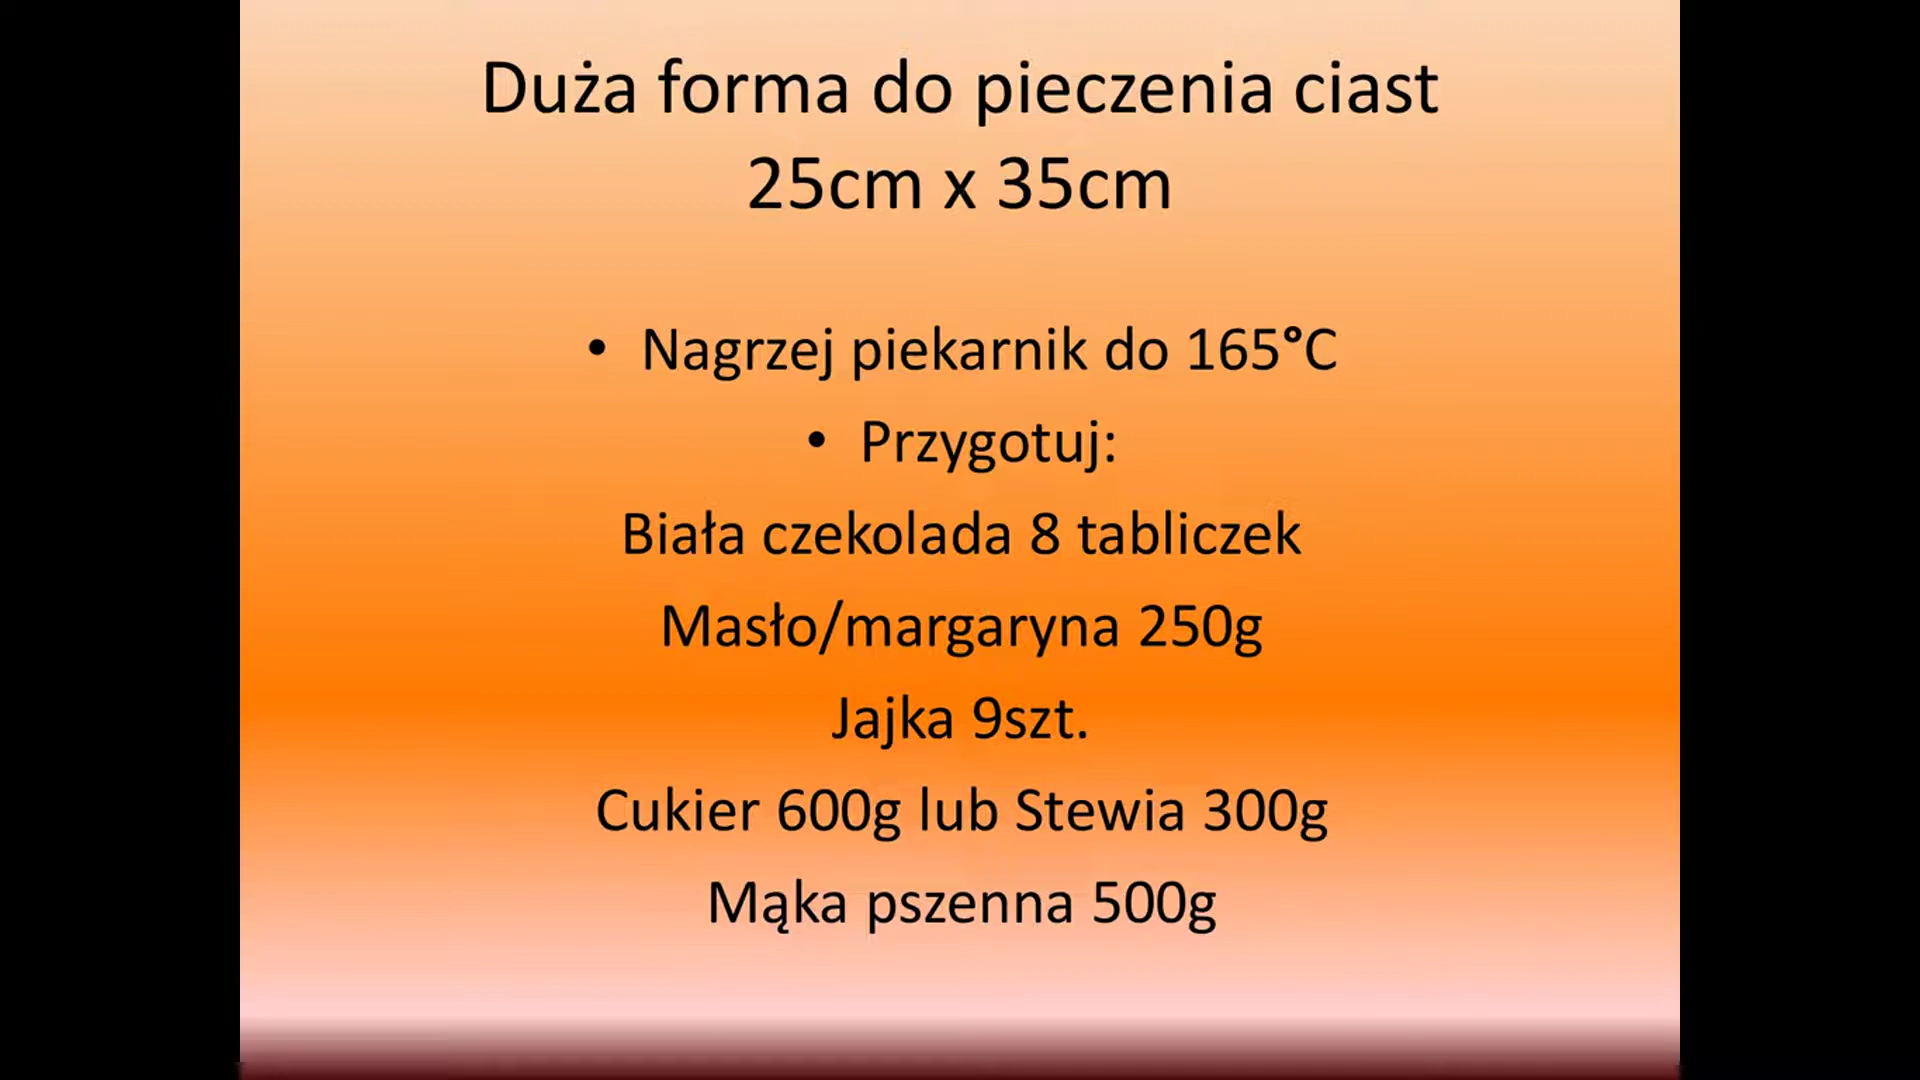 Duża forma do pieczenia ciast
25cm x 35cm
• Nagrzej piekarnik do 165°C
• Przygotuj:
Biała czekolada 8 tabliczek
Masło/margaryna 250g
Jajka 9szt.
Cukier 600g lub Stewia 300g
Mąka pszenna 500g